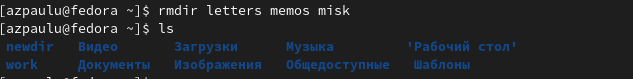 [azpaulu@fedora ~]$ rmdir letters memos misk
[azpaulu@fedora ~]$ ls
newdir Видео Загрузки Музыка 'Рабочий стол'
work Документы Изображения Общедоступные Шаблоны